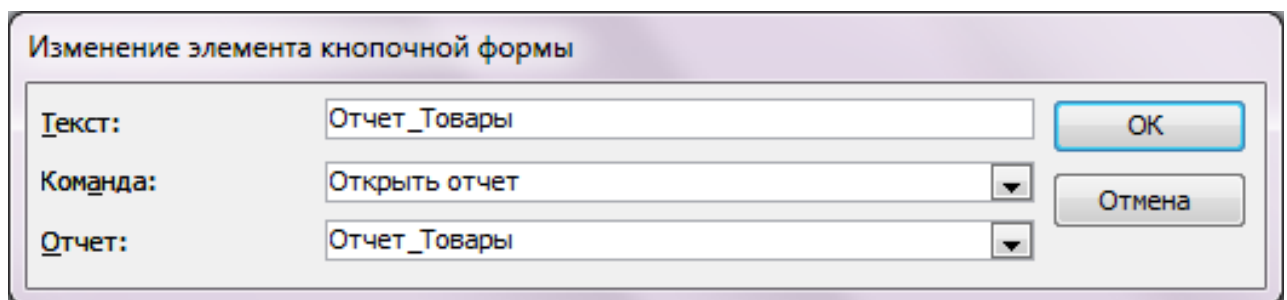 Изменение элемента кнопочной формы
Текст: Отчет_Товары OK
Команда: Открыть отчет
Отмена
Отчет: Отчет_Товары